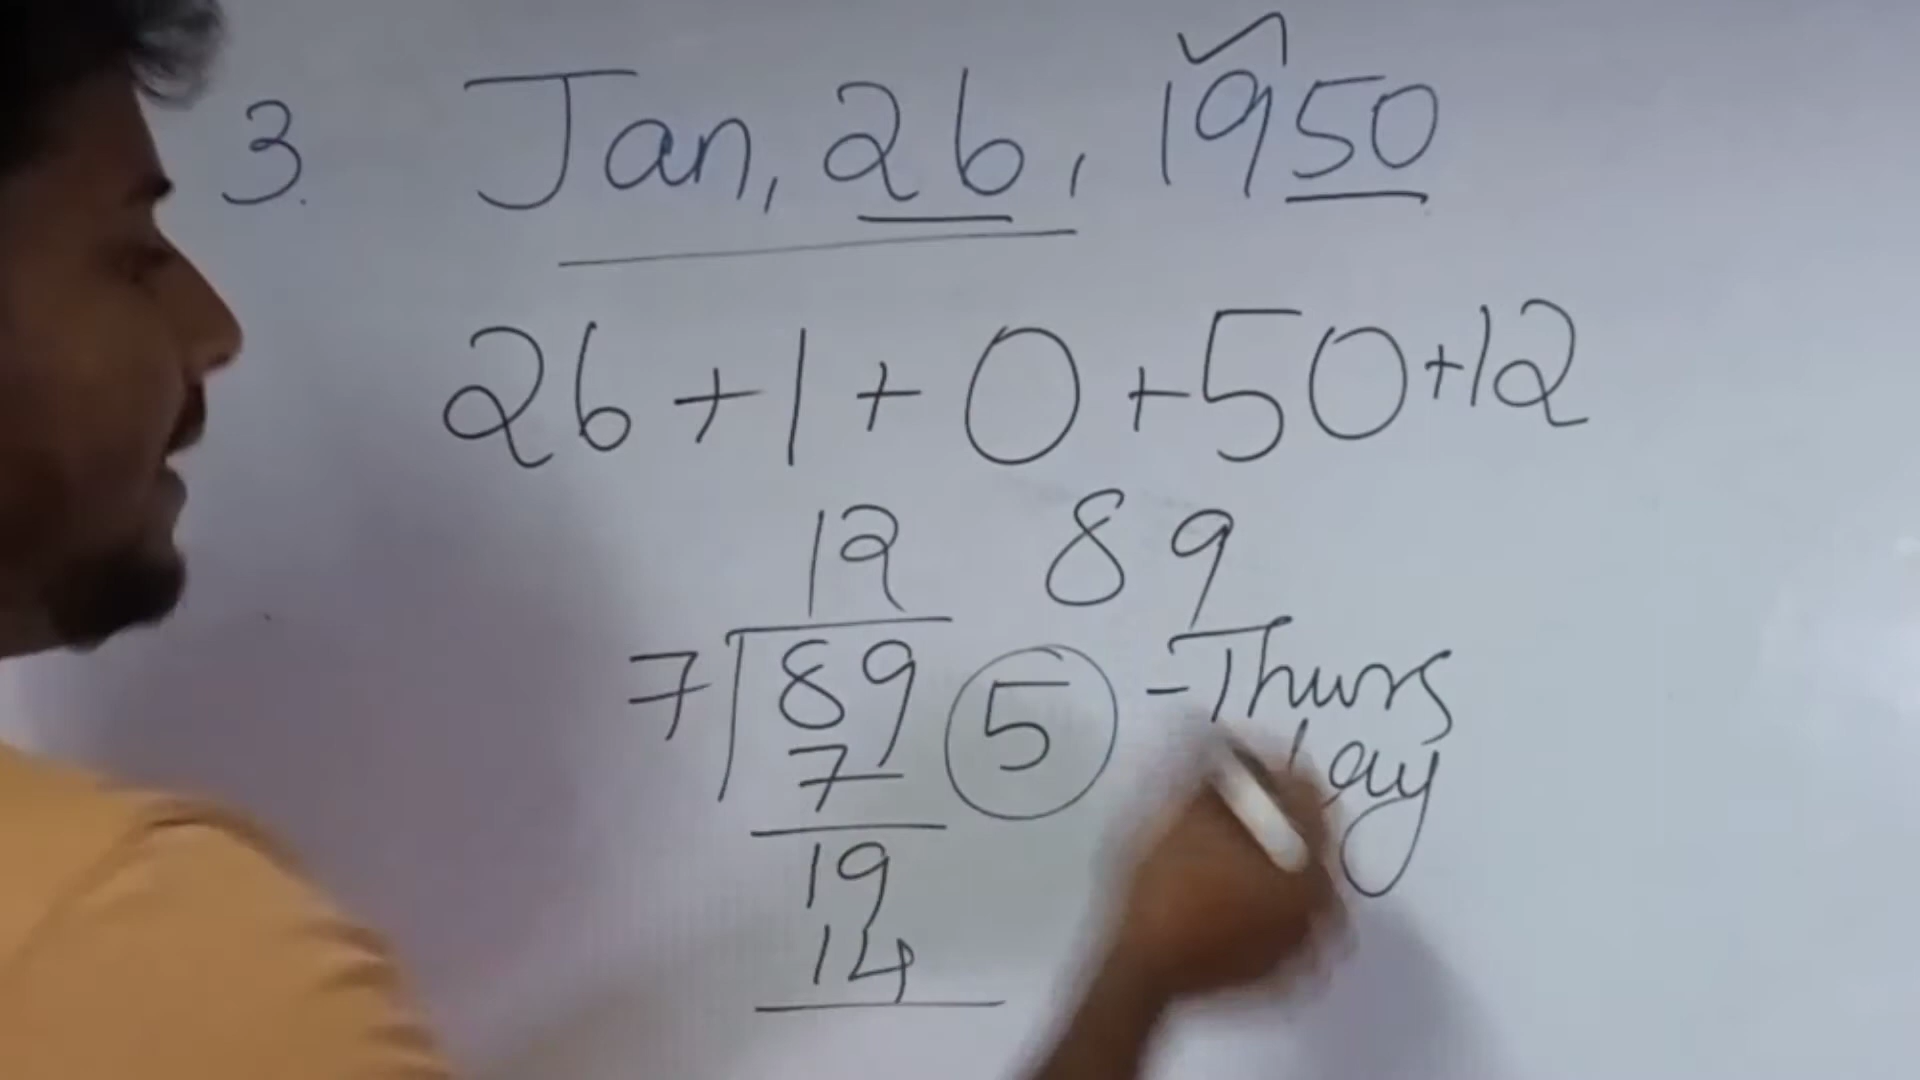 3. Jan, 26, 1950
26+1+0+50+12
12 89
7 89 5 - Thurs
7 day
19
14